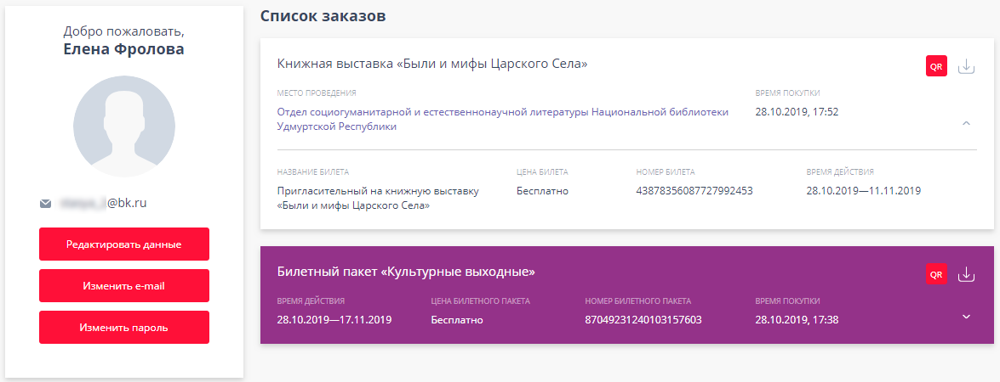 Добро пожаловать,
Елена Фролова
@bk.ru
Редактировать данные
Изменить e-mail
Изменить пароль
Список заказов
Книжная выставка «Были и мифы Царского Села»
QR
МЕСТО ПРОВЕДЕНИЯ
ВРЕМЯ ПОКУПКИ
Отдел социогуманитарной и естественнонаучной литературы Национальной библиотеки
Удмуртской Республики
28.10.2019, 17:52
НАЗВАНИЕ БИЛЕТА
ЦЕНА БИЛЕТА
НОМЕР БИЛЕТА
ВРЕМЯ ДЕЙСТВИЯ
Пригласительный на книжную выставку
«Были и мифы Царского Села»
Бесплатно
43878356087727992453
28.10.2019—11.11.2019
Билетный пакет «Культурные выходные»
QR
ВРЕМЯ ДЕЙСТВИЯ
ЦЕНА БИЛЕТНОГО ПАКЕТА
НОМЕР БИЛЕТНОГО ПАКЕТА
ВРЕМЯ ПОКУПКИ
28.10.2019—17.11.2019
Бесплатно
87049231240103157603
28.10.2019, 17:38